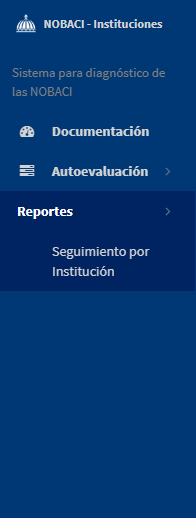 NOBACI - Instituciones
Sistema para diagnóstico de
las NOBACI
Documentación
Autoevaluación
Reportes
Seguimiento por
Institución